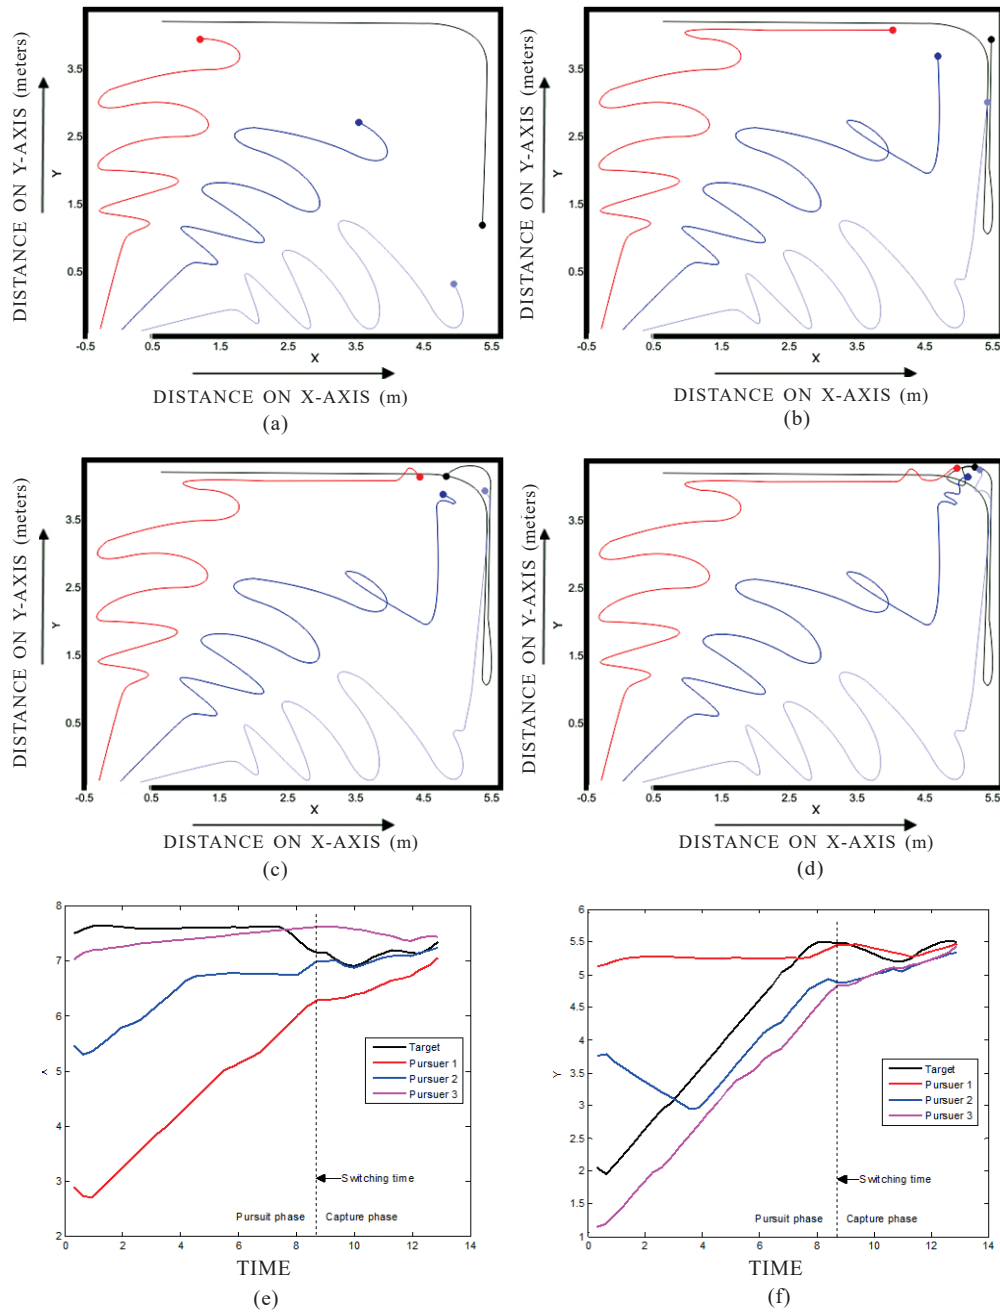 DISTANCE ON Y-AXIS (meters)
Y
3.5
2.5
1.5
0.5
-0.5 0.5 1.5 2.5 3.5 4.5 5.5
X
DISTANCE ON X-AXIS (m)
(a)
DISTANCE ON Y-AXIS (meters)
Y
3.5
2.5
1.5
0.5
-0.5 0.5 1.5 2.5 3.5 4.5 5.5
X
DISTANCE ON X-AXIS (m)
(b)
DISTANCE ON Y-AXIS (meters)
Y
3.5
2.5
1.5
0.5
-0.5 0.5 1.5 2.5 3.5 4.5 5.5
X
DISTANCE ON X-AXIS (m)
(c)
DISTANCE ON Y-AXIS (meters)
Y
3.5
2.5
1.5
0.5
-0.5 0.5 1.5 2.5 3.5 4.5 5.5
X
DISTANCE ON X-AXIS (m)
(d)
8
7
6
5
4
3
2
Target
Pursuer 1
Pursuer 2
Pursuer 3
Switching time
Pursuit phase Capture phase
0 2 4 6 8 10 12 14
TIME
(e)
6
5.5
5
4.5
4
3.5
3
2.5
2
1.5
1
Y
Target
Pursuer 1
Pursuer 2
Pursuer 3
Switching time
Pursuit phase Capture phase
0 2 4 6 8 10 12 14
TIME
(f)